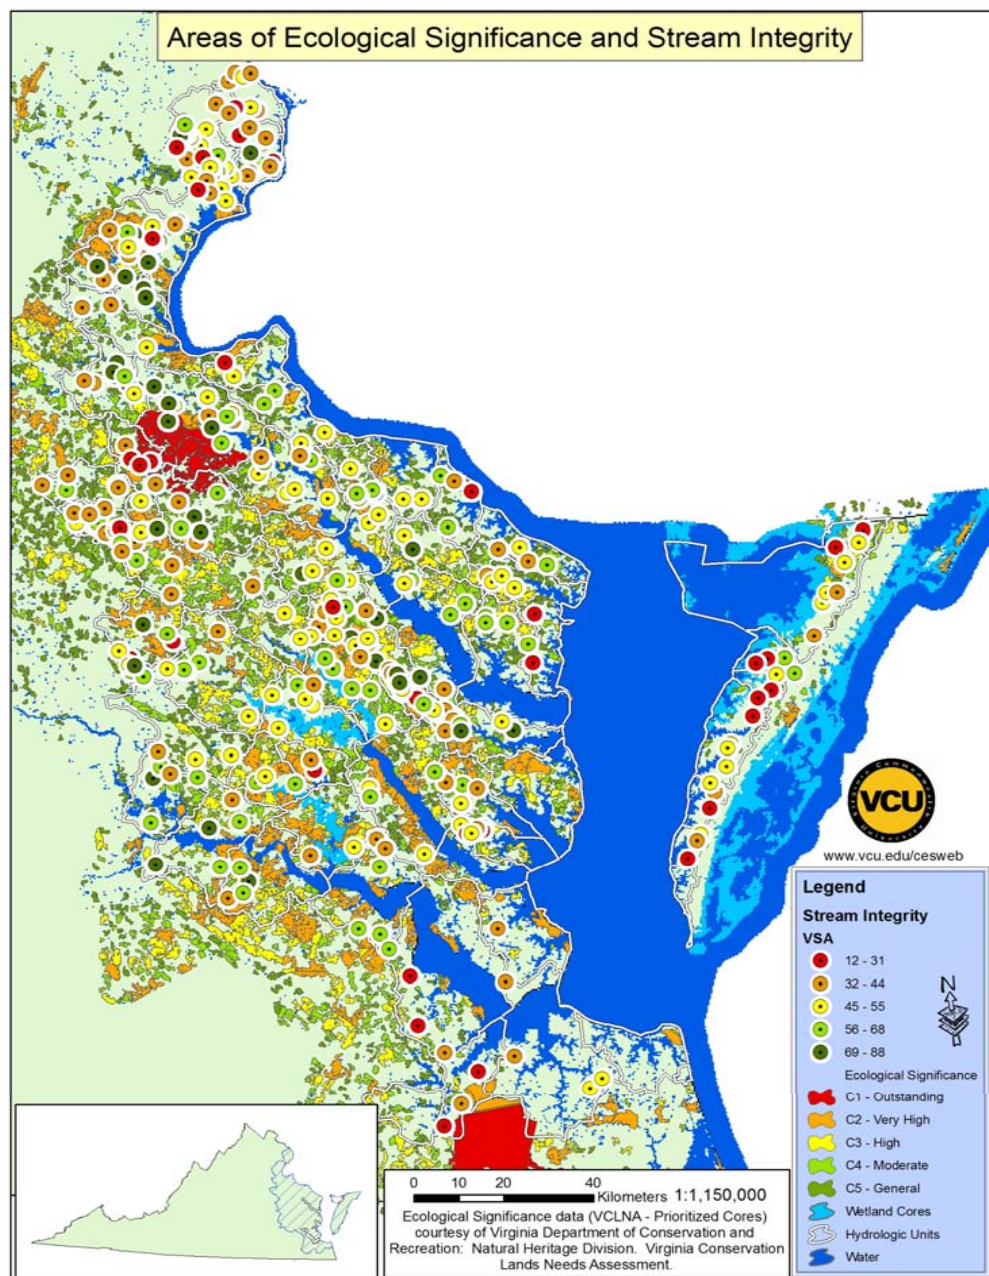 Areas of Ecological Significance and Stream Integrity
VCU
www.vcu.edu/cesweb
Legend
Stream Integrity
VSA
12 - 31
32 - 44
45 - 55
56 - 68
69 - 88
Ecological Significance
C1 - Outstanding
C2 - Very High
C3 - High
C4 - Moderate
C5 - General
Wetland Cores
Hydrologic Units
Water
N
0 10 20 40
Kilometers 1:1,150,000
Ecological Significance data (VCLNA - Prioritized Cores)
courtesy of Virginia Department of Conservation and
Recreation: Natural Heritage Division. Virginia Conservation
Lands Needs Assessment.